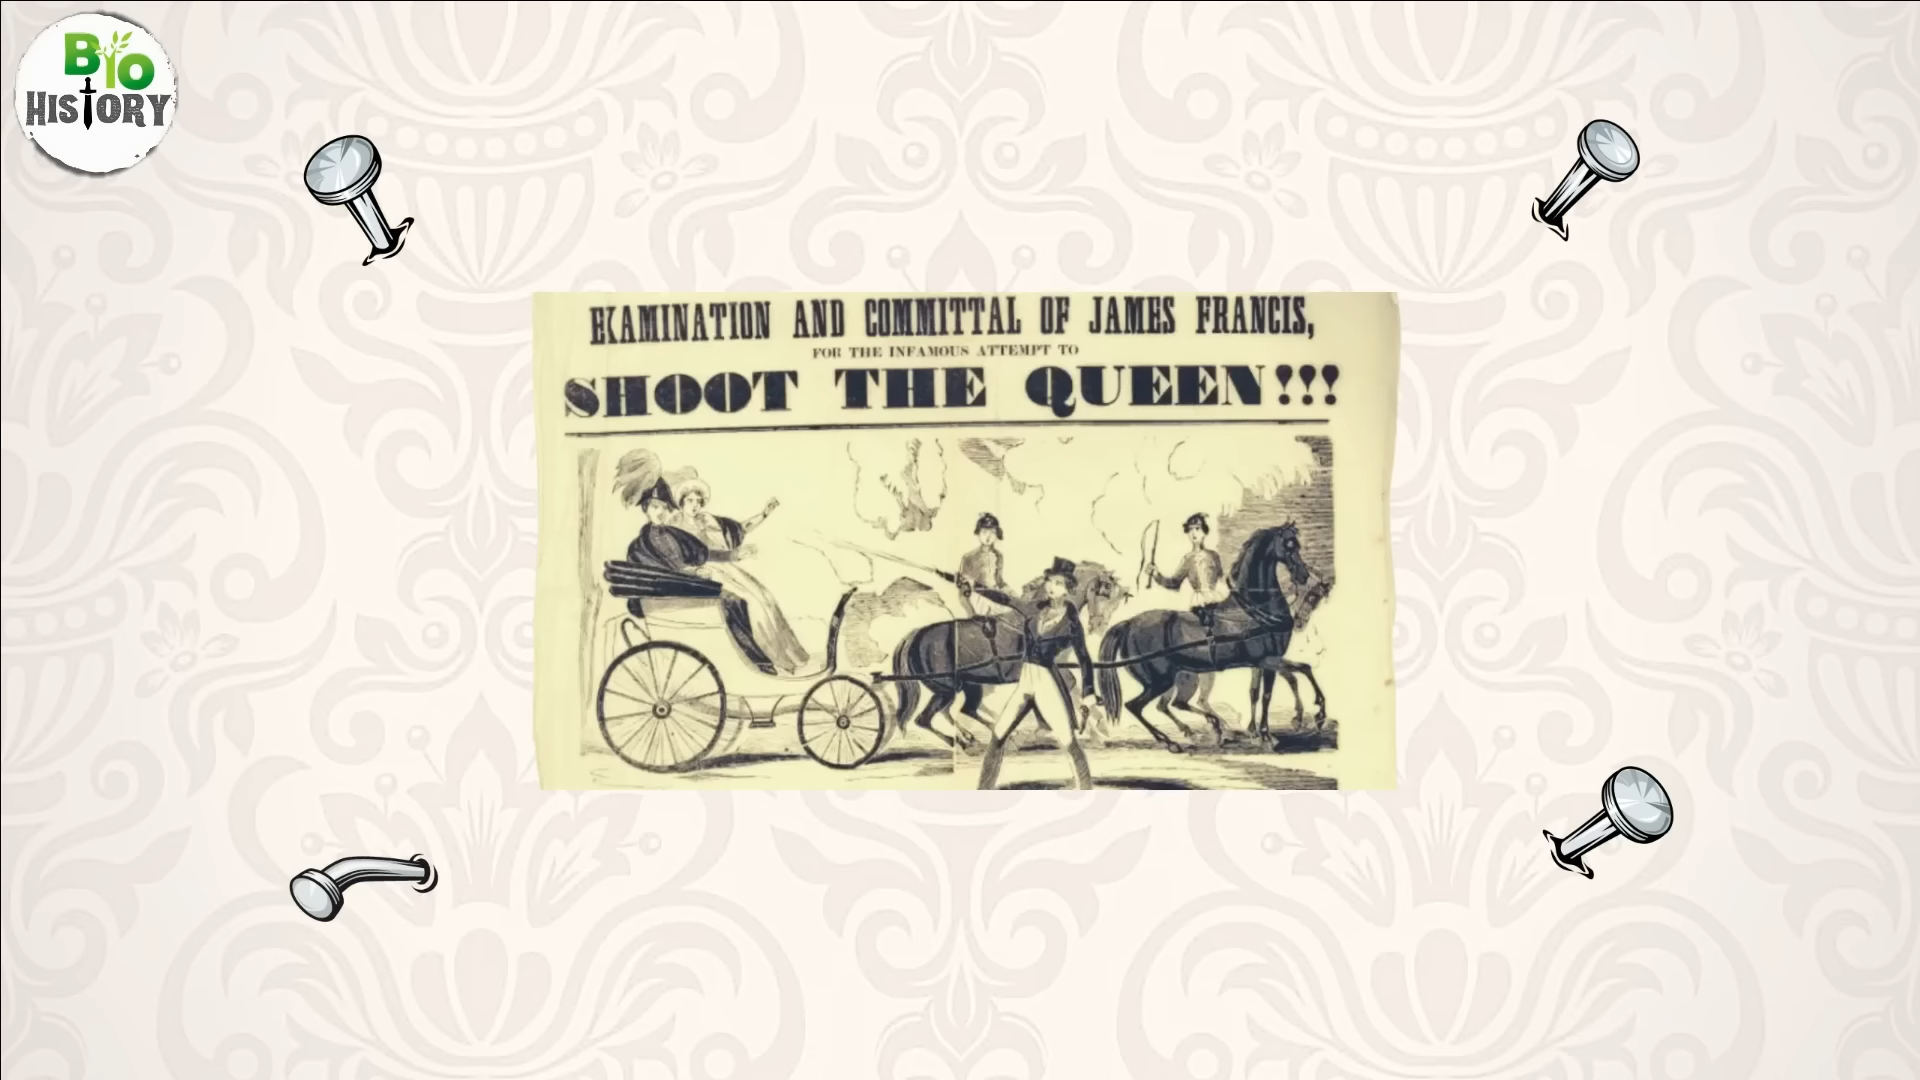 BIO
HISTORY
EXAMINATION AND COMMITTAL OF JAMES FRANCIS,
FOR THE INFAMOUS ATTEMPT TO
SHOOT THE QUEEN!!!